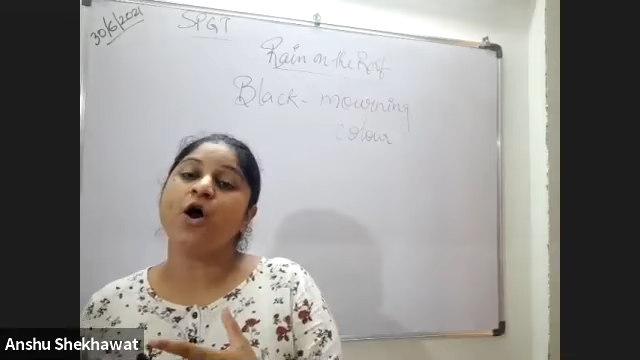 30/6/2021
SPGT
Rain on the Roof
Black - mourning
colour
Anshu Shekhawat